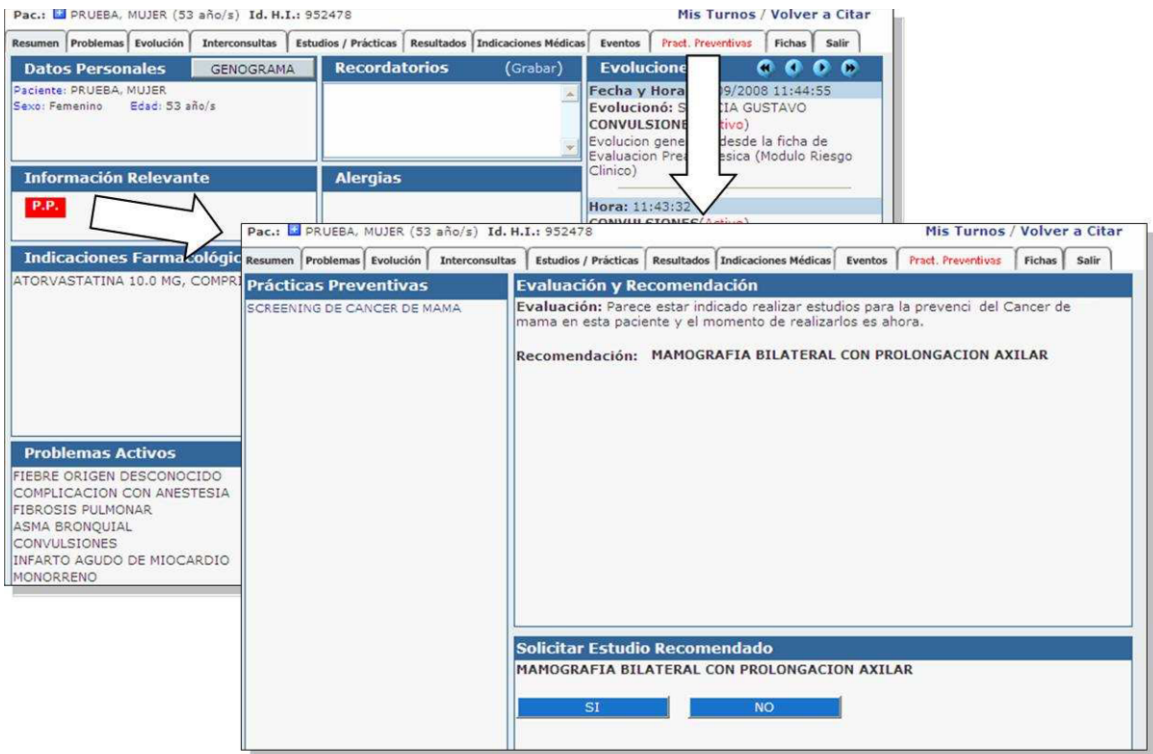 Pac.: PRUEBA, MUJER (53 año/s) Id. H.I.: 952478 Mis Turnos / Volver a Citar
Resumen Problemas Evolución Interconsultas Estudios / Prácticas Resultados Indicaciones Médicas Eventos Pract. Preventivas Fichas Salir
Datos Personales GENOGRAMA
Paciente: PRUEBA, MUJER
Sexo: Femenino Edad: 53 año/s
Recordatorios (Grabar)
Evolucione
Fecha y Hora 09/2008 11:44:55
Evolucionó: GUSTAVO
CONVULSIONE
Evolucion desde la ficha de
Evaluacion (Modulo Riesgo
Clinico)
Hora: 11:43:32
CONVULSIONES(Activo)
Información Relevante
P.P.
Alergias
Indicaciones
ATORVASTATINA 10.0 MG, COMPRI
Problemas Activos
FIEBRE ORIGEN DESCONOCIDO
COMPLICACION CON ANESTESIA
FIBROSIS PULMONAR
ASMA BRONQUIAL
CONVULSIONES
INFARTO AGUDO DE MIOCARDIO
MONORRENO
Pac.: PRUEBA, MUJER (53 año/s) Id. H.I.: 952478 Mis Turnos / Volver a Citar
Resumen Problemas Evolución Interconsultas Estudios / Prácticas Resultados Indicaciones Médicas Eventos Pract. Preventivas Fichas Salir
Prácticas Preventivas
SCREENING DE CANCER DE MAMA
Evaluación y Recomendación
Evaluación: Parece estar indicado realizar estudios para la prevenci del Cancer de
mama en esta paciente y el momento de realizarlos es ahora.
Recomendación: MAMOGRAFIA BILATERAL CON PROLONGACION AXILAR
Solicitar Estudio Recomendado
MAMOGRAFIA BILATERAL CON PROLONGACION AXILAR
SI NO